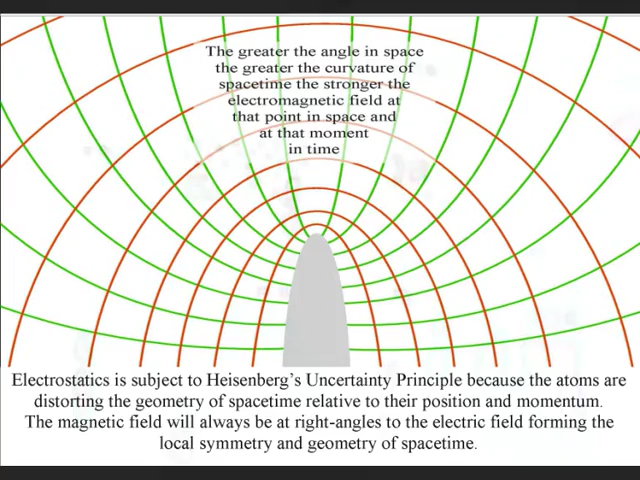 The greater the angle in space
the greater the curvature of
spacetime the stronger the
electromagnetic field at
that point in space and
at that moment
in time
Electrostatics is subject to Heisenberg's Uncertainty Principle because the atoms are
distorting the geometry of spacetime relative to their position and momentum.
The magnetic field will always be at right-angles to the electric field forming the
local symmetry and geometry of spacetime.